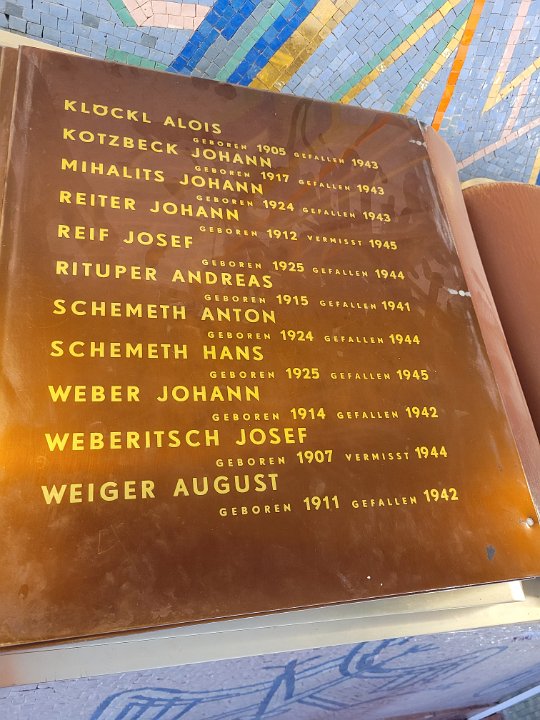 KLÖCKL ALOIS
GEBOREN 1905 GEFALLEN 1943
KOTZBECK JOHANN
GEBOREN 1917 GEFALLEN 1943
MIHALITS JOHANN
GEBOREN 1924 GEFALLEN 1943
REITER JOHANN
GEBOREN 1912 VERMISST 1945
REIF JOSEF
GEBOREN 1925 GEFALLEN 1944
RITUPER ANDREAS
GEBOREN 1915 GEFALLEN 1941
SCHEMETH ANTON
GEBOREN 1924 GEFALLEN 1944
SCHEMETH HANS
GEBOREN 1925 GEFALLEN 1945
WEBER JOHANN
GEBOREN 1914 GEFALLEN 1942
WEBERITSCH JOSEF
GEBOREN 1907 VERMISST 1944
WEIGER AUGUST
GEBOREN 1911 GEFALLEN 1942